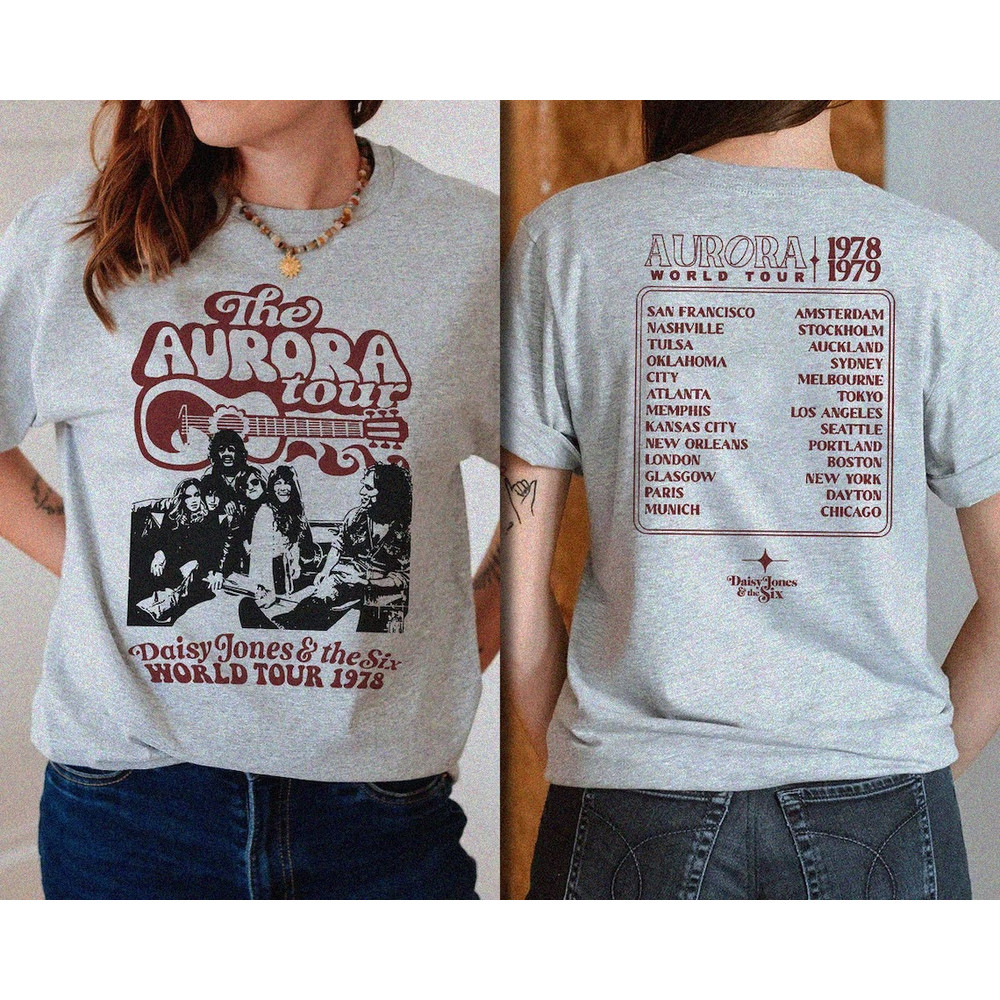 The
AURORA
tour
Daisy Jones & the Six
WORLD TOUR 1978
AURORA
WORLD TOUR
1978
1979
SAN FRANCISCO
NASHVILLE
TULSA
OKLAHOMA
CITY
ATLANTA
MEMPHIS
KANSAS CITY
NEW ORLEANS
LONDON
GLASGOW
PARIS
MUNICH
AMSTERDAM
STOCKHOLM
AUCKLAND
SYDNEY
MELBOURNE
TOKYO
LOS ANGELES
SEATTLE
PORTLAND
BOSTON
NEW YORK
DAYTON
CHICAGO
Daisy Jones
& the Six